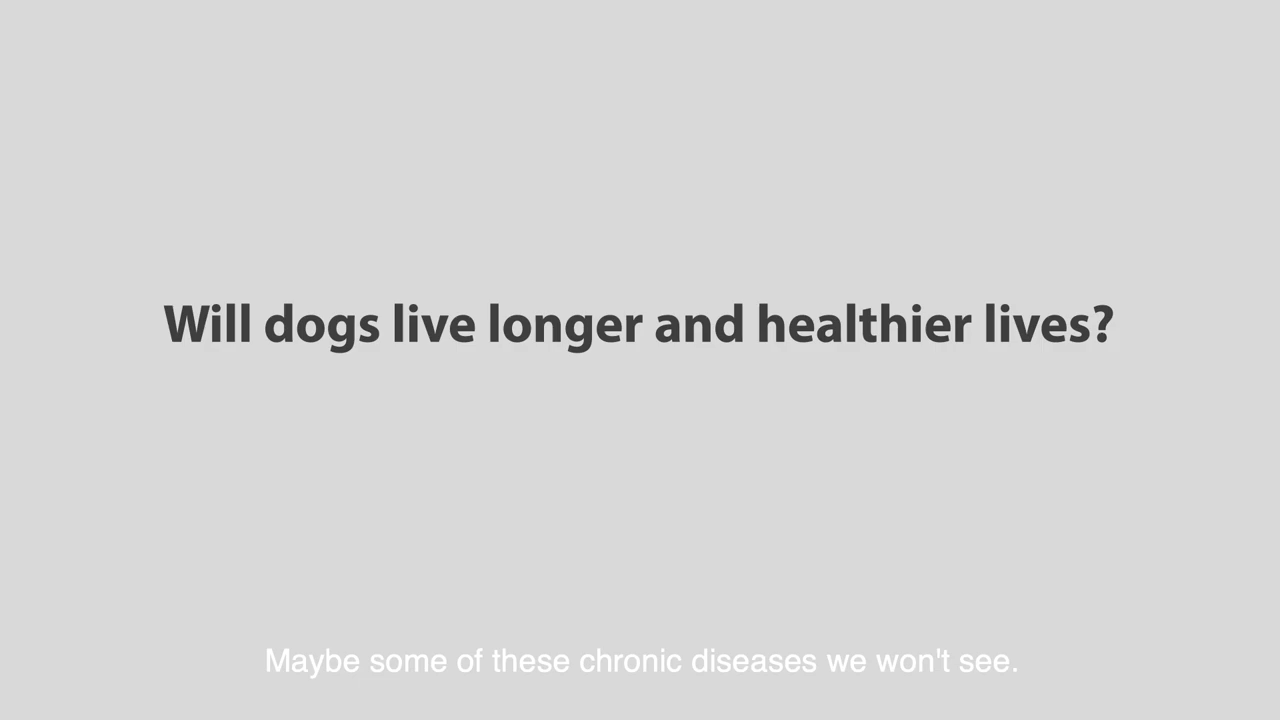 Will dogs live longer and healthier lives?
Maybe some of these chronic diseases we won't see.